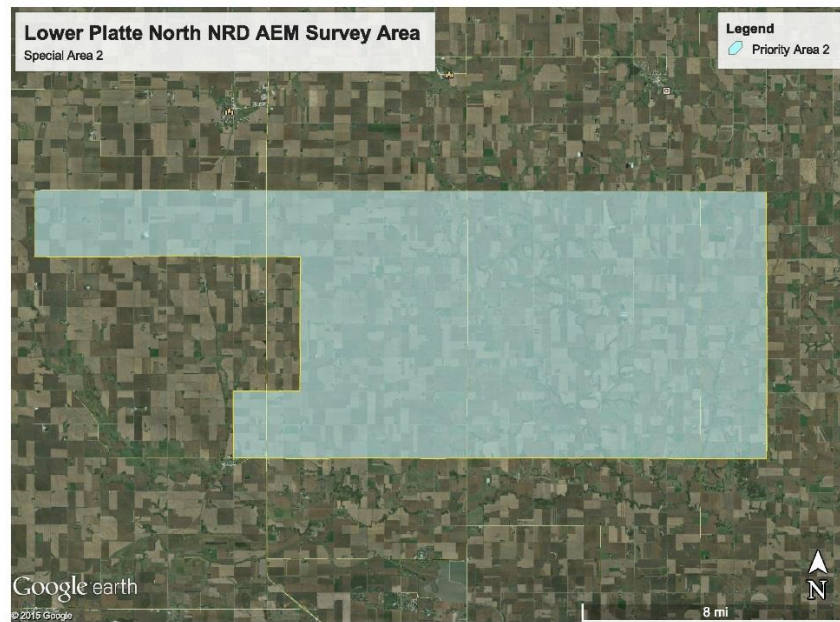 Lower Platte North NRD AEM Survey Area
Special Area 2
Legend
Priority Area 2
Google earth
© 2015 Google
N
8 mi